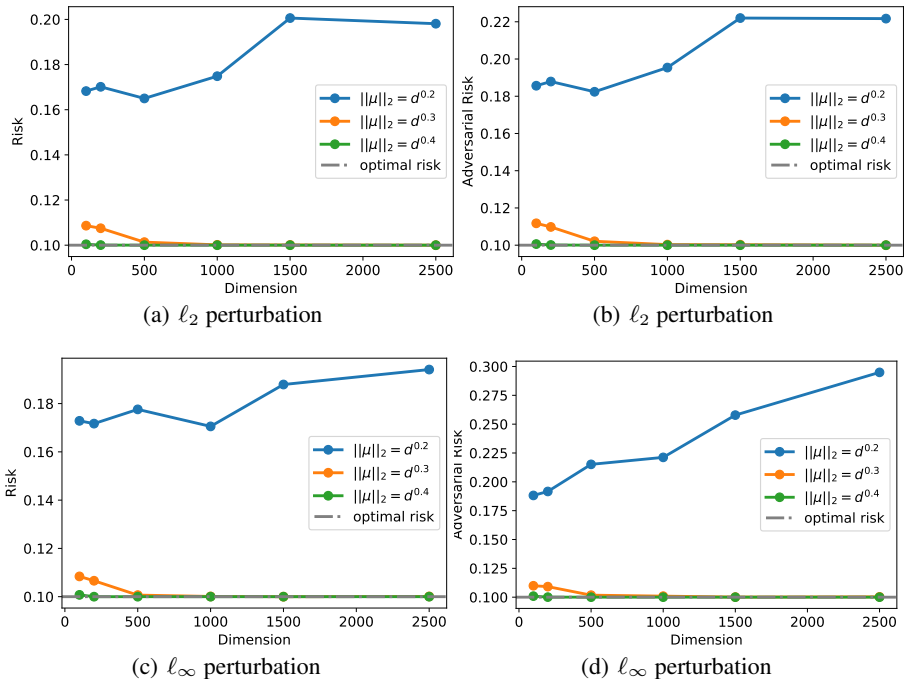 0.20
0.18
0.16
0.14
0.12
0.10
Risk
||μ||₂ = d^0.2
||μ||₂ = d^0.3
||μ||₂ = d^0.4
optimal risk
0 500 1000 1500 2000 2500
Dimension
(a) ℓ₂ perturbation
0.22
0.20
0.18
0.16
0.14
0.12
0.10
Adversarial Risk
||μ||₂ = d^0.2
||μ||₂ = d^0.3
||μ||₂ = d^0.4
optimal risk
0 500 1000 1500 2000 2500
Dimension
(b) ℓ₂ perturbation
0.18
0.16
0.14
0.12
0.10
Risk
||μ||₂ = d^0.2
||μ||₂ = d^0.3
||μ||₂ = d^0.4
optimal risk
0 500 1000 1500 2000 2500
Dimension
(c) ℓ∞ perturbation
0.300
0.275
0.250
0.225
0.200
0.175
0.150
0.125
0.100
Adversarial Risk
||μ||₂ = d^0.2
||μ||₂ = d^0.3
||μ||₂ = d^0.4
optimal risk
0 500 1000 1500 2000 2500
Dimension
(d) ℓ∞ perturbation